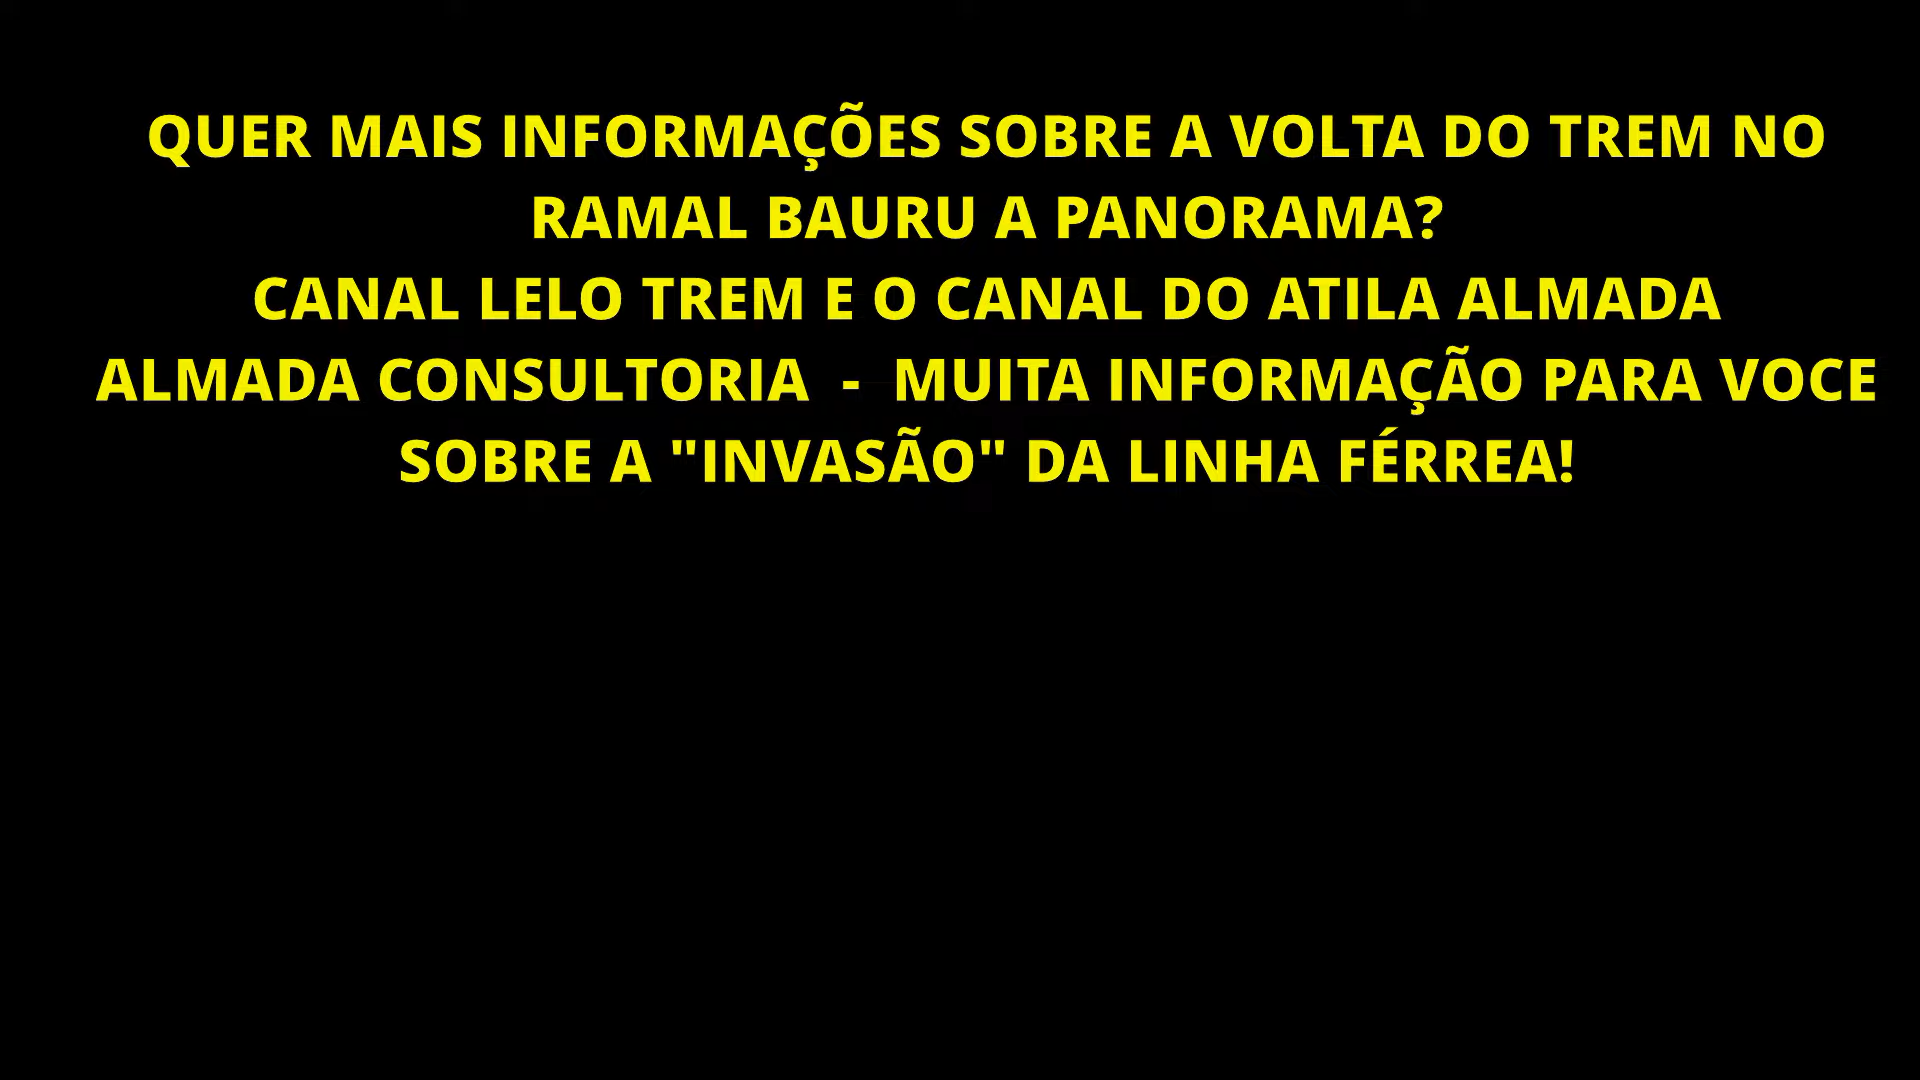 QUER MAIS INFORMAÇÕES SOBRE A VOLTA DO TREM NO
RAMAL BAURU A PANORAMA?
CANAL LELO TREM E O CANAL DO ATILA ALMADA
ALMADA CONSULTORIA - MUITA INFORMAÇÃO PARA VOCE
SOBRE A "INVASÃO" DA LINHA FÉRREA!